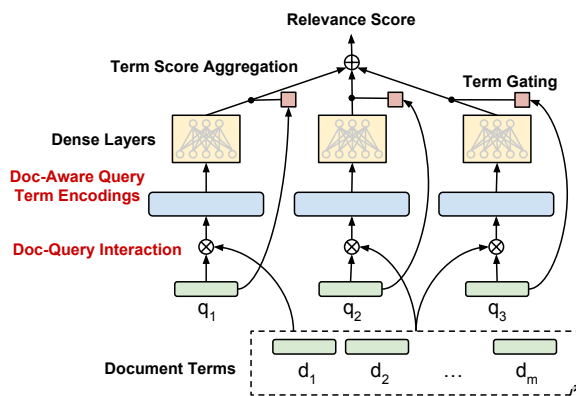 Relevance Score
Term Score Aggregation
Term Gating
Dense Layers
Doc-Aware Query
Term Encodings
Doc-Query Interaction
q1 q2 q3
Document Terms
d1 d2 … dm